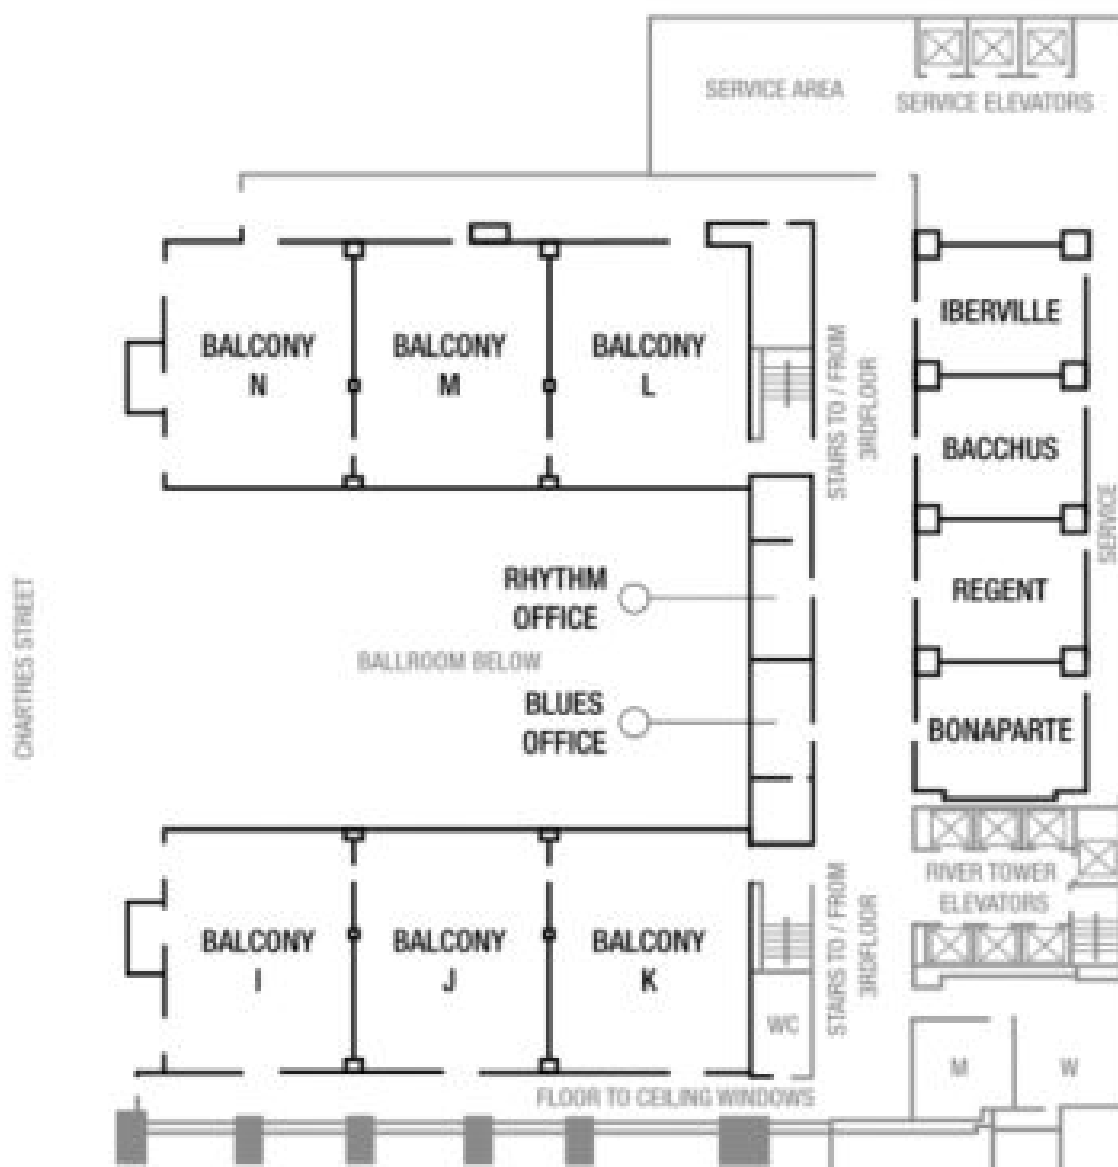 SERVICE AREA
SERVICE ELEVATORS
BALCONY
N
BALCONY
M
BALCONY
L
STAIRS TO / FROM
3RDFLOOR
IBERVILLE
BACCHUS
SERVICE
REGENT
BONAPARTE
RHYTHM
OFFICE
BALLROOM BELOW
BLUES
OFFICE
CHARTRES STREET
RIVER TOWER
ELEVATORS
BALCONY
I
BALCONY
J
BALCONY
K
STAIRS TO / FROM
3RDFLOOR
WC
M
W
FLOOR TO CEILING WINDOWS